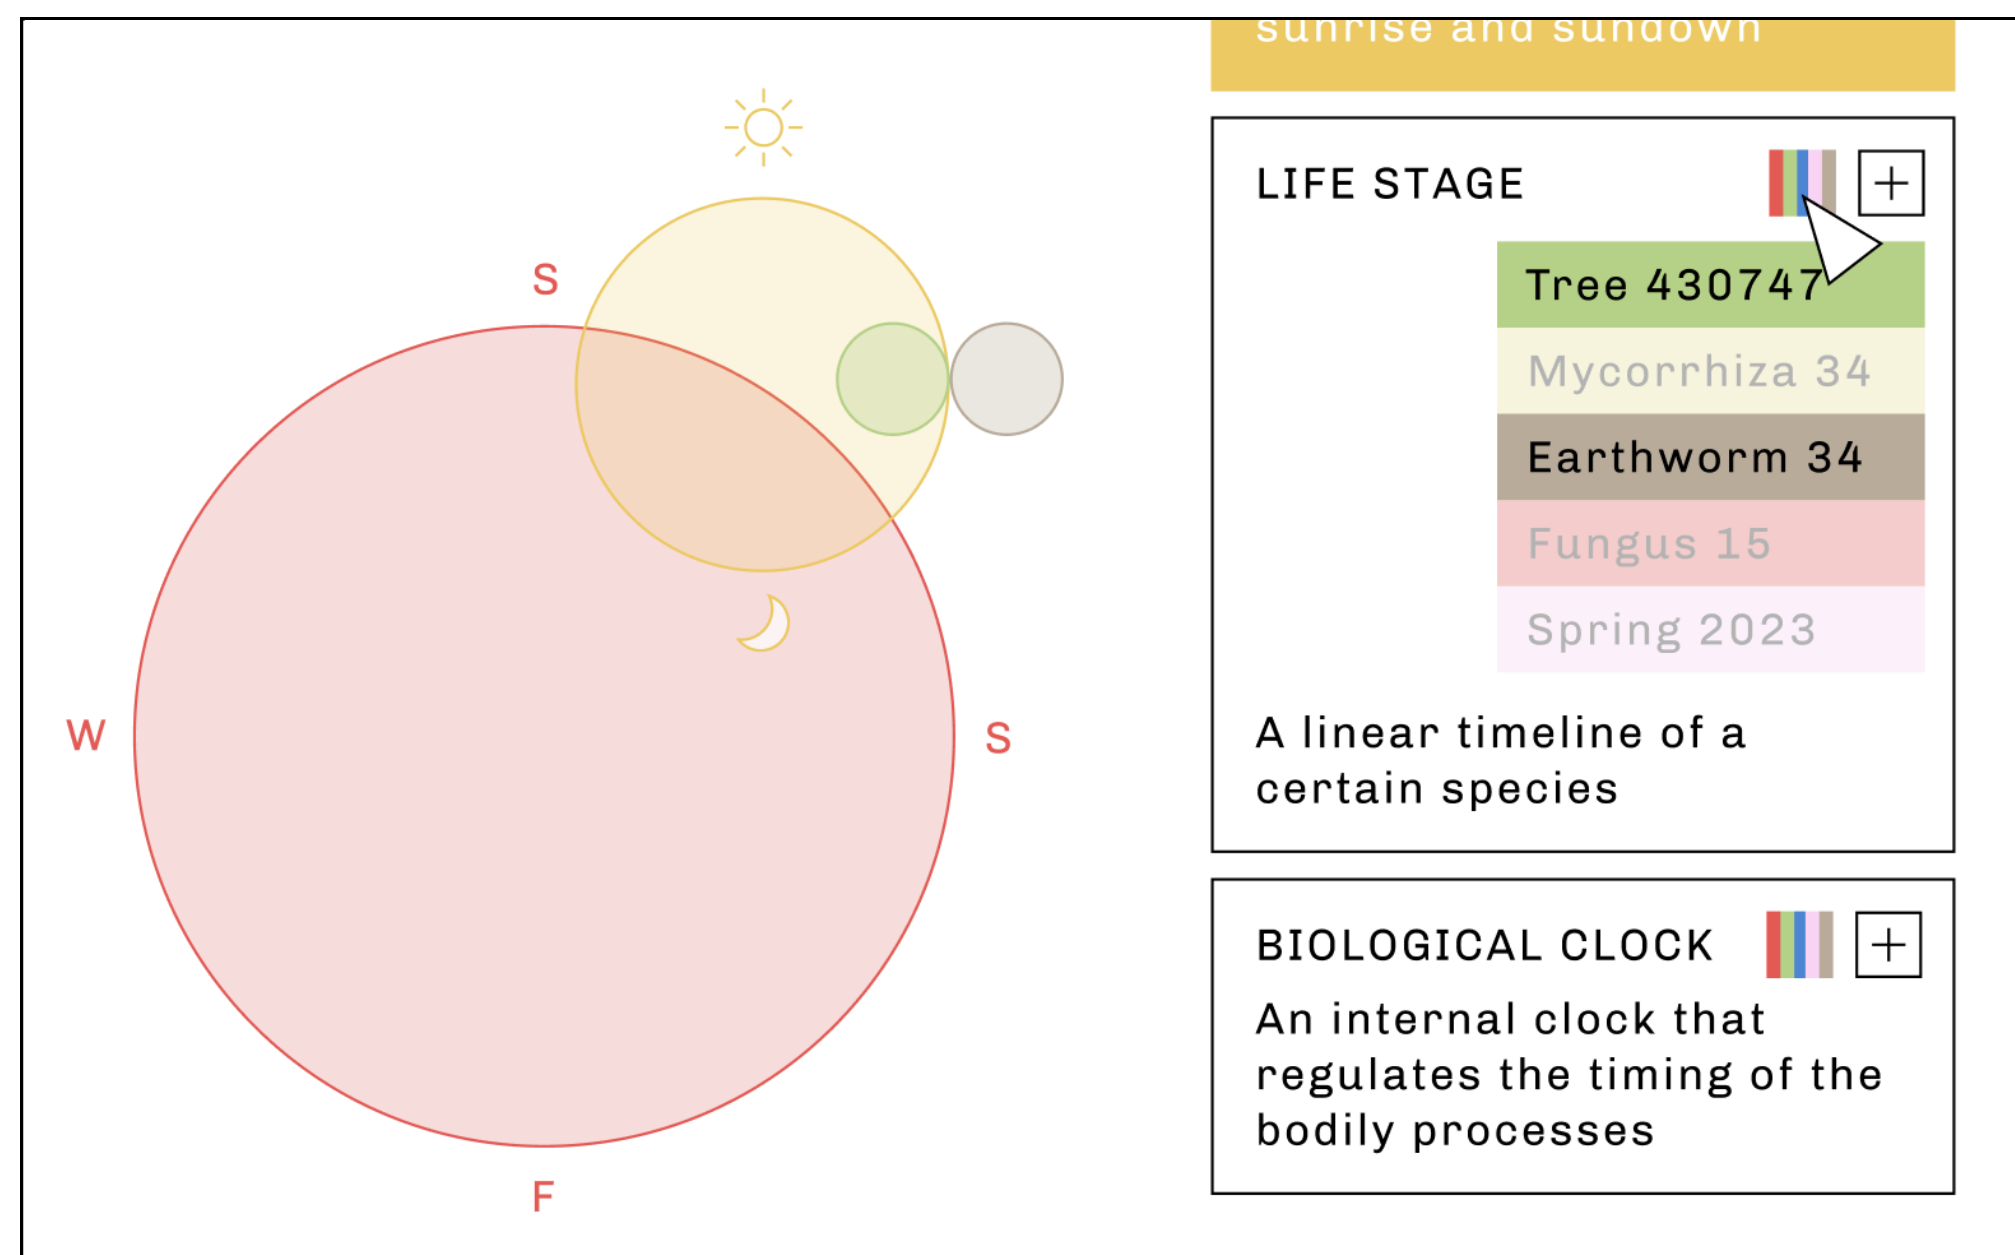 sunrise and sundown
S
W
S
F
LIFE STAGE
Tree 430747
Mycorrhiza 34
Earthworm 34
Fungus 15
Spring 2023
A linear timeline of a
certain species
BIOLOGICAL CLOCK
An internal clock that
regulates the timing of the
bodily processes